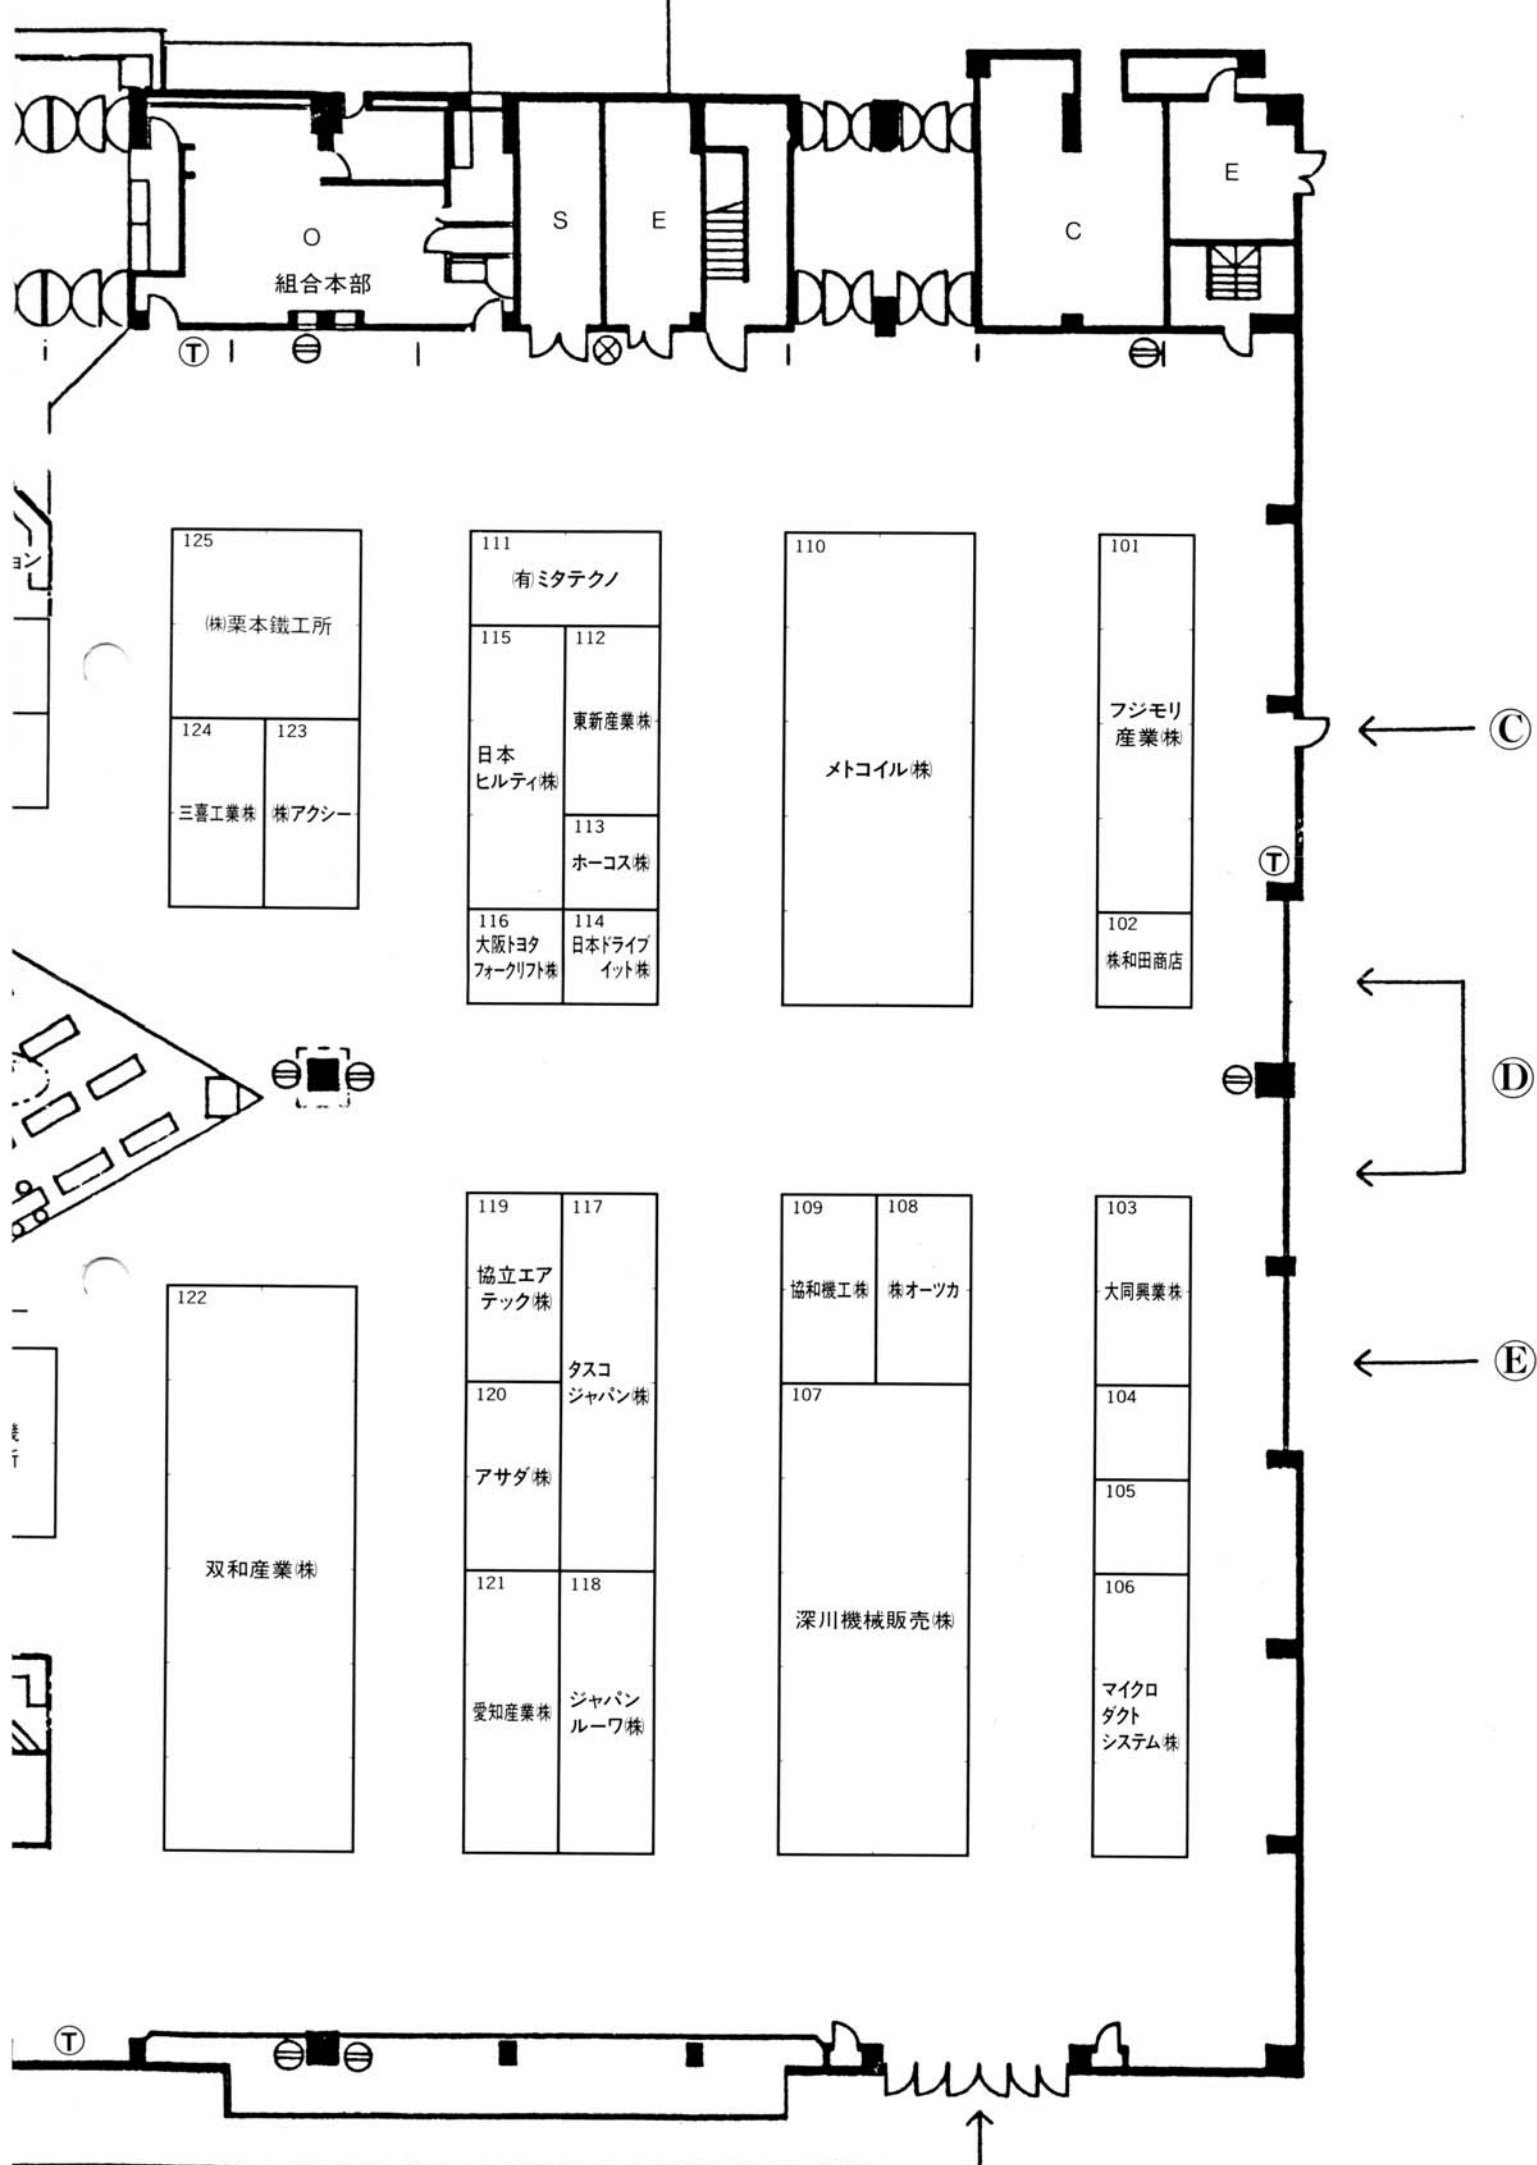 E
S
E
C
O
組合本部
T
ョン
125
㈱栗本鐵工所
111
㈲ミタテクノ
110
メトコイル㈱
101
フジモリ
産業㈱
115
日本
ヒルティ㈱
112
東新産業㈱
124
三喜工業㈱
123
㈱アクシー
113
ホーコス㈱
116
大阪トヨタ
フォークリフト㈱
114
日本ドライブ
イット㈱
102
㈱和田商店
C
T
D
119
協立エア
テック㈱
117
タスコ
ジャパン㈱
109
協和機工㈱
108
㈱オーツカ
103
大同興業㈱
E
122
双和産業㈱
120
アサダ㈱
107
深川機械販売㈱
104
105
121
愛知産業㈱
118
ジャパン
ルーワ㈱
106
マイクロ
ダクト
システム㈱
T